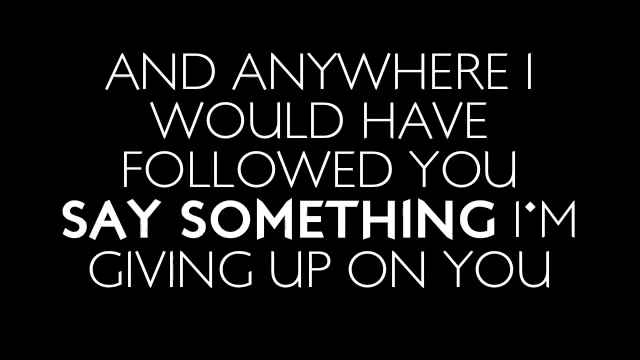 AND ANYWHERE I
WOULD HAVE
FOLLOWED YOU
SAY SOMETHING I'M
GIVING UP ON YOU